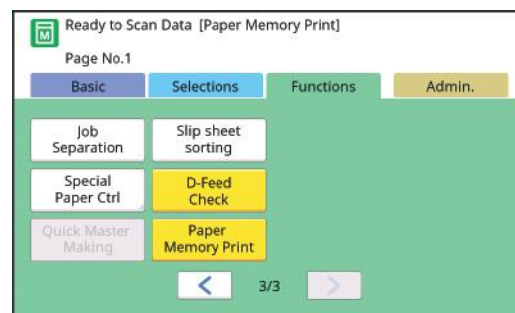 M
Ready to Scan Data [Paper Memory Print]
Page No.1
Basic
Selections
Functions
Admin.
Job
Separation
Slip sheet
sorting
Special
Paper Ctrl
D-Feed
Check
Quick Master
Making
Paper
Memory Print
<
3/3
>